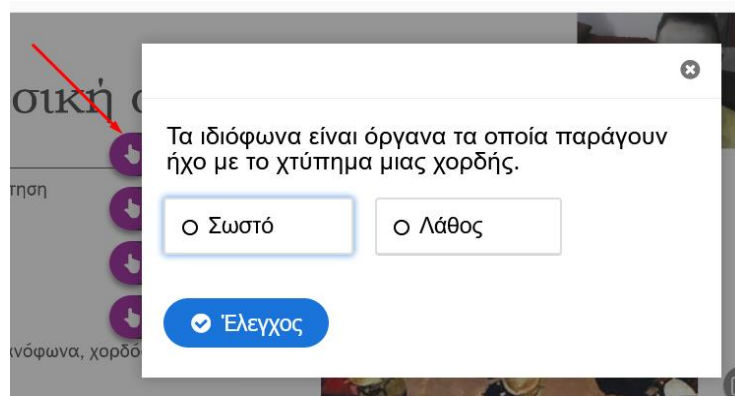 σική
Τα ιδιόφωνα είναι όργανα τα οποία παράγουν
ήχο με το χτύπημα μιας χορδής.
τηση
Σωστό
Λάθος
Έλεγχος
νόφωνα, χορδό